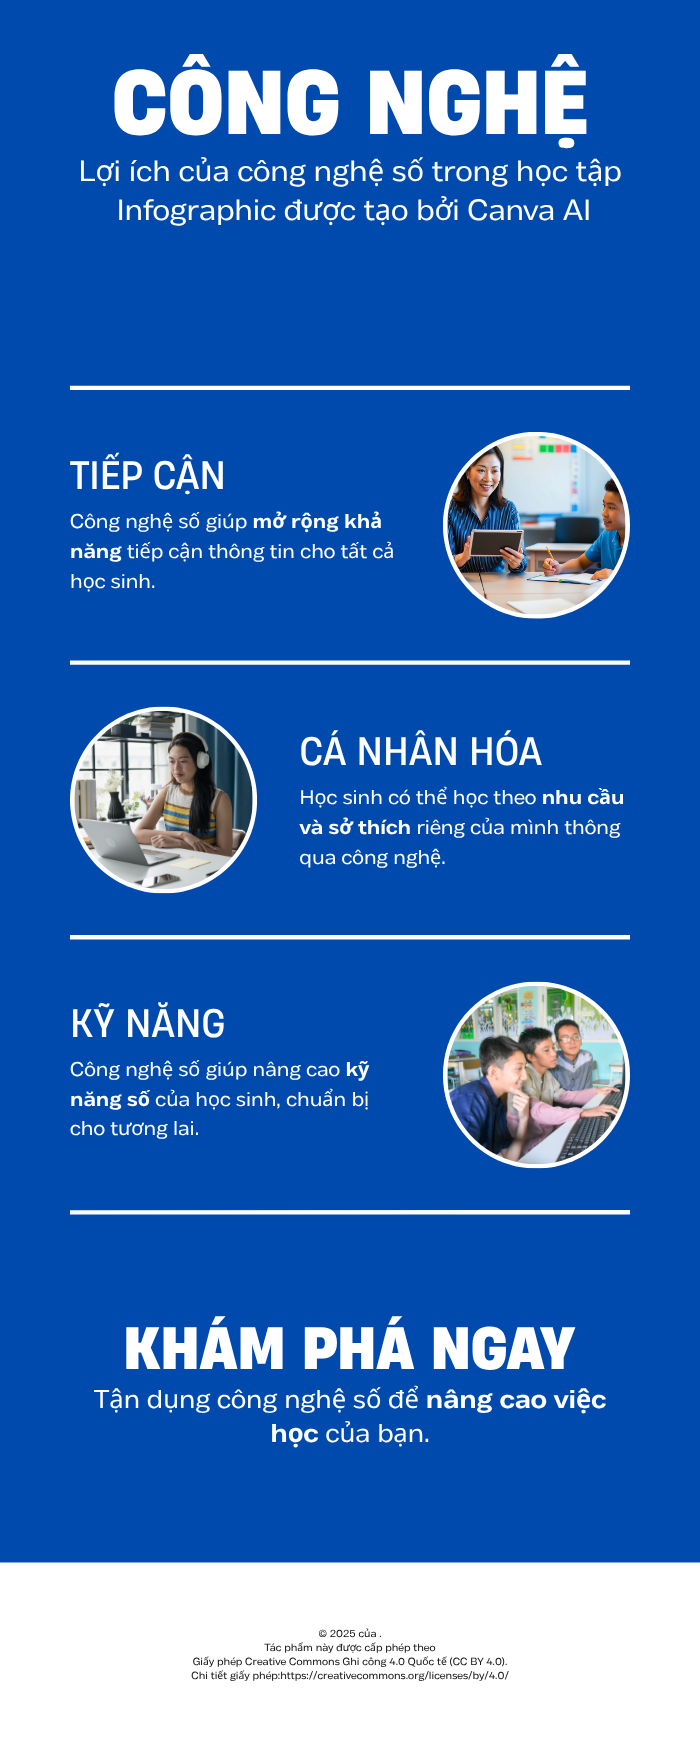 CÔNG NGHỆ
Lợi ích của công nghệ số trong học tập
Infographic được tạo bởi Canva AI
TIẾP CẬN
Công nghệ số giúp mở rộng khả
năng tiếp cận thông tin cho tất cả
học sinh.
CÁ NHÂN HÓA
Học sinh có thể học theo nhu cầu
và sở thích riêng của mình thông
qua công nghệ.
KỸ NĂNG
Công nghệ số giúp nâng cao kỹ
năng số của học sinh, chuẩn bị
cho tương lai.
KHÁM PHÁ NGAY
Tận dụng công nghệ số để nâng cao việc
học của bạn.
© 2025 của .
Tác phẩm này được cấp phép theo
Giấy phép Creative Commons Ghi công 4.0 Quốc tế (CC BY 4.0).
Chi tiết giấy phép:https://creativecommons.org/licenses/by/4.0/